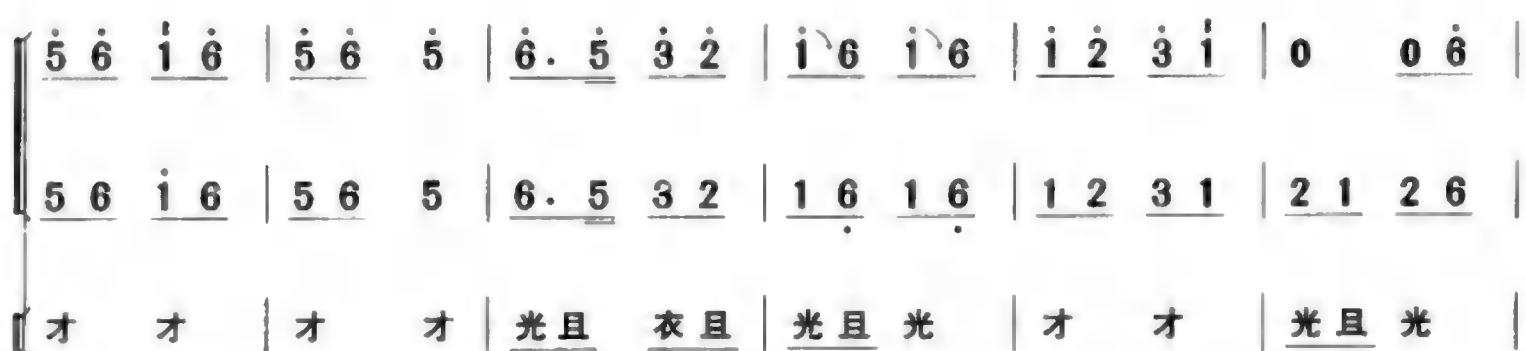 5̇ 6̇ 1̈ 6̇ | 5̇ 6̇ 5̇ | 6̇. 5̇ 3̇ 2̇ | 1̇ 6 1̇ 6 | 1̇ 2̇ 3̇ 1̇ | 0 0 6̇ |
5 6 1̇ 6 | 5 6 5 | 6. 5 3 2 | 1 6̣ 1 6̣ | 1 2 3 1 | 2 1 2 6 |
才 才 | 才 才 | 光且 衣且 | 光且 光 | 才 才 | 光且 光 |